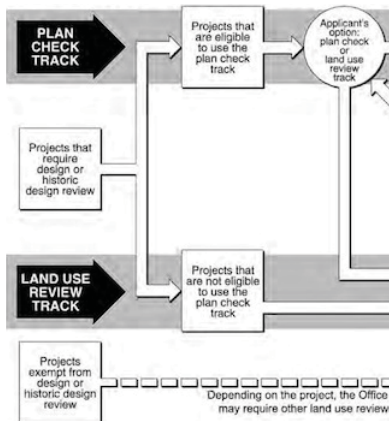 PLAN
CHECK
TRACK
Projects that
are eligible
to use the
plan check
track
Applicant's
option:
plan check
or
land use
review
track
Projects that
require
design or
historic
design review
LAND USE
REVIEW
TRACK
Projects that
are not eligible
to use the
plan check
track
Projects
exempt from
design or
historic design
review
Depending on the project, the Office
may require other land use review